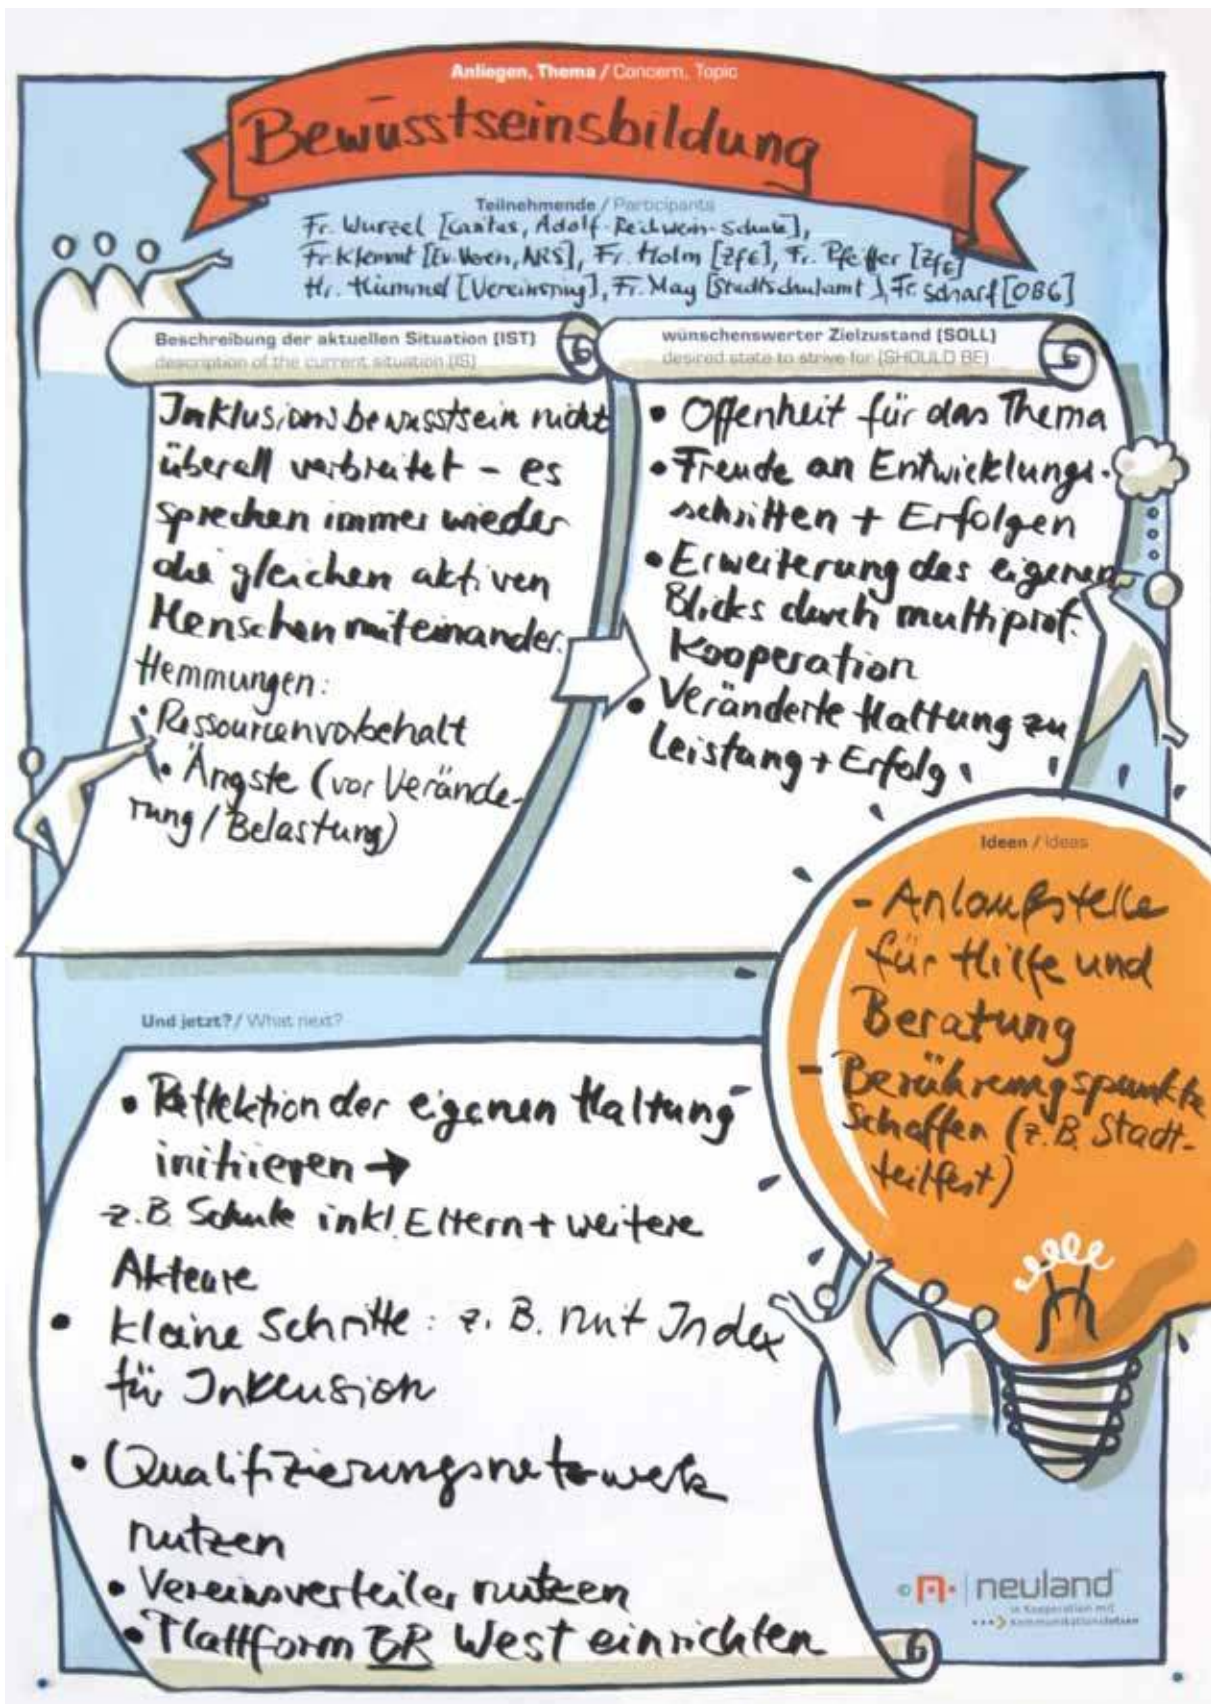 Anliegen, Thema / Concern, Topic
Bewusstseinsbildung
Teilnehmende / Participants
Fr. Wurzel [Caritas, Adolf-Reichwein-Schule],
Fr. Klemmt [Ev. Verein, ARS], Fr. Holm [ZfE], Fr. Pfeiffer [ZfE]
Hr. Kümmel [Vereinsring], Fr. May [Stadtschulamt], Fr. Scharf [OBG]
Beschreibung der aktuellen Situation (IST)
description of the current situation (IS)
Inklusionsbewusstsein nicht
überall verbreitet - es
sprechen immer wieder
die gleichen aktiven
Menschen miteinander.
Hemmungen:
• Ressourcenvorbehalt
• Ängste (vor Verände-
rung / Belastung)
wünschenswerter Zielzustand (SOLL)
desired state to strive for (SHOULD BE)
• Offenheit für das Thema
• Freude an Entwicklungs-
schritten + Erfolgen
• Erweiterung des eigenen
Blicks durch multiprof.
Kooperation
• Veränderte Haltung zu
Leistung + Erfolg
Ideen / Ideas
- Anlaufstelle
für Hilfe und
Beratung
- Berührungspunkte
schaffen (z.B. Stadt-
teilfest)
Und jetzt? / What next?
• Reflektion der eigenen Haltung
initiieren →
z.B. Schule inkl. Eltern + weitere
Akteure
• kleine Schritte: z.B. mit Index
für Inklusion
• Qualifizierungsnetzwerk
nutzen
• Vereinsverteiler nutzen
• Plattform BR West einrichten
neuland
in Kooperation mit
kommunikationslotsen